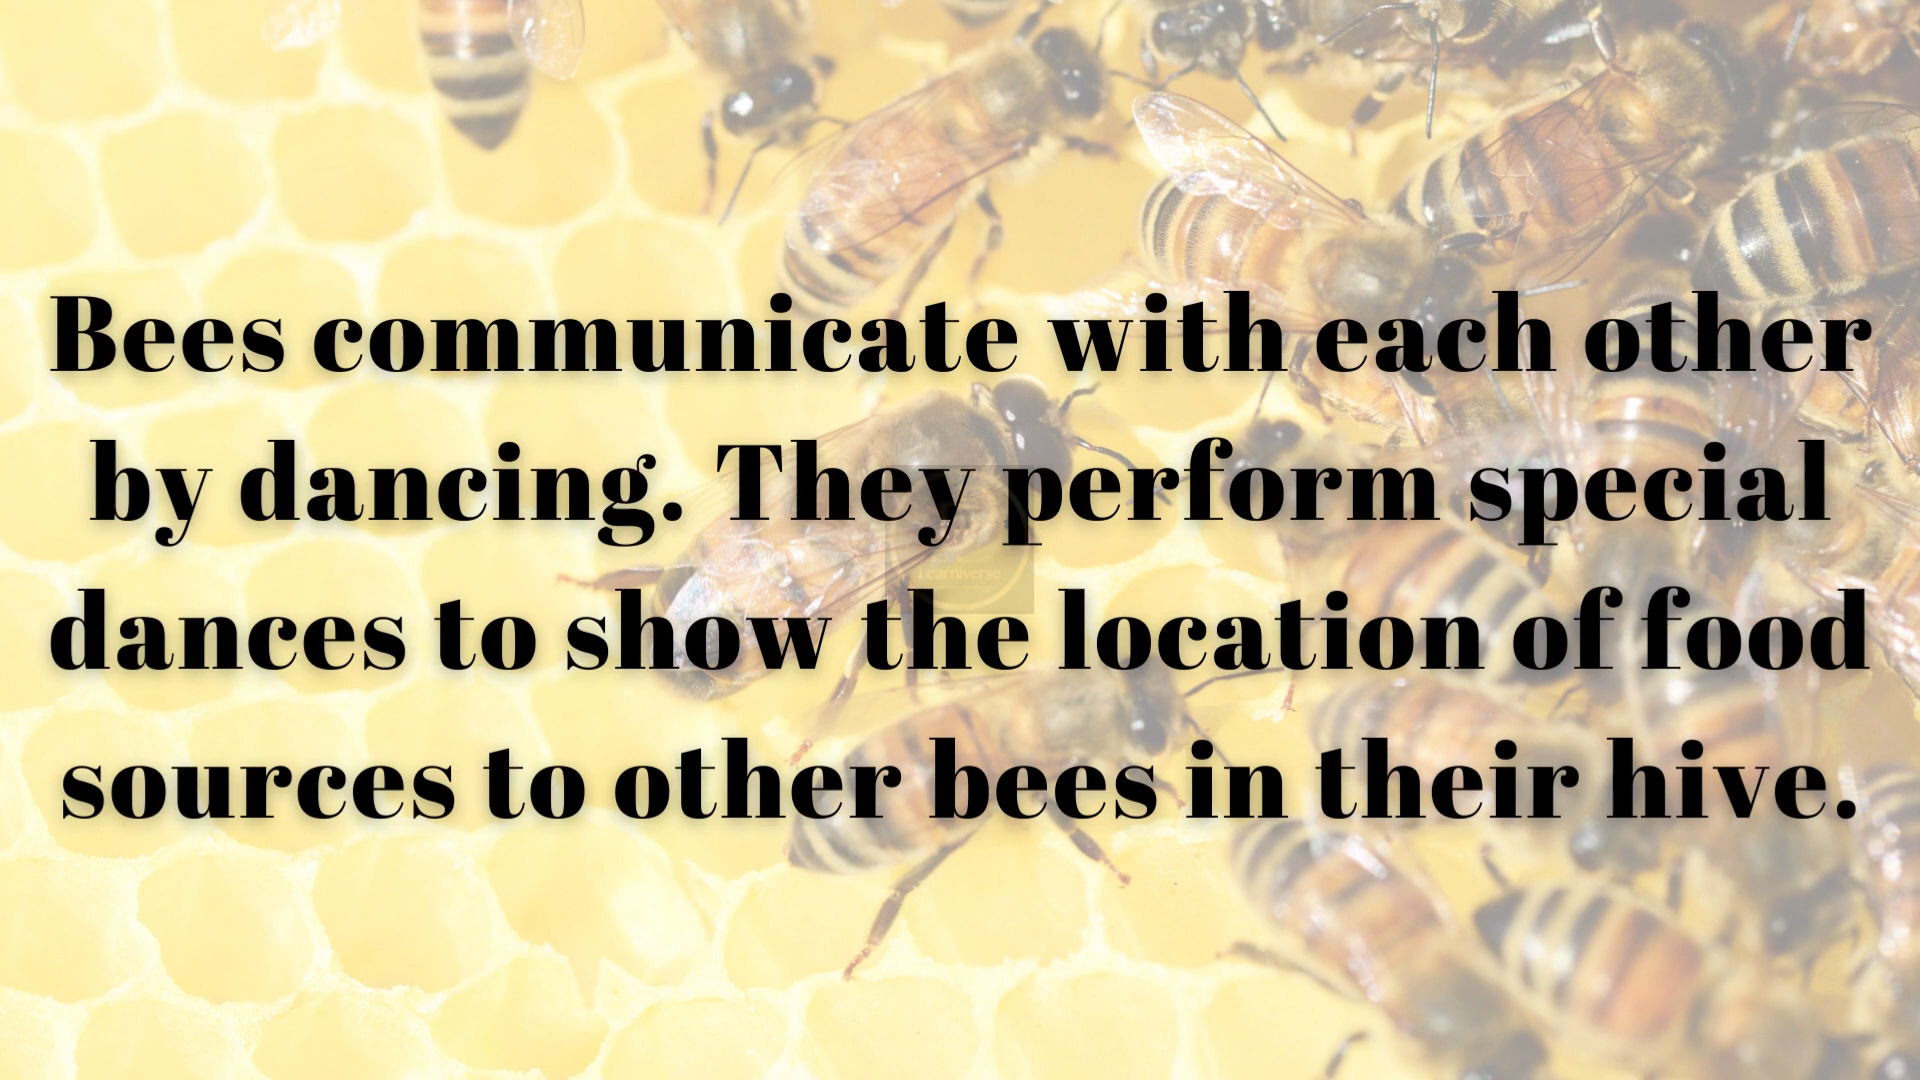 Bees communicate with each other
by dancing. They perform special
dances to show the location of food
sources to other bees in their hive.
Learniverse